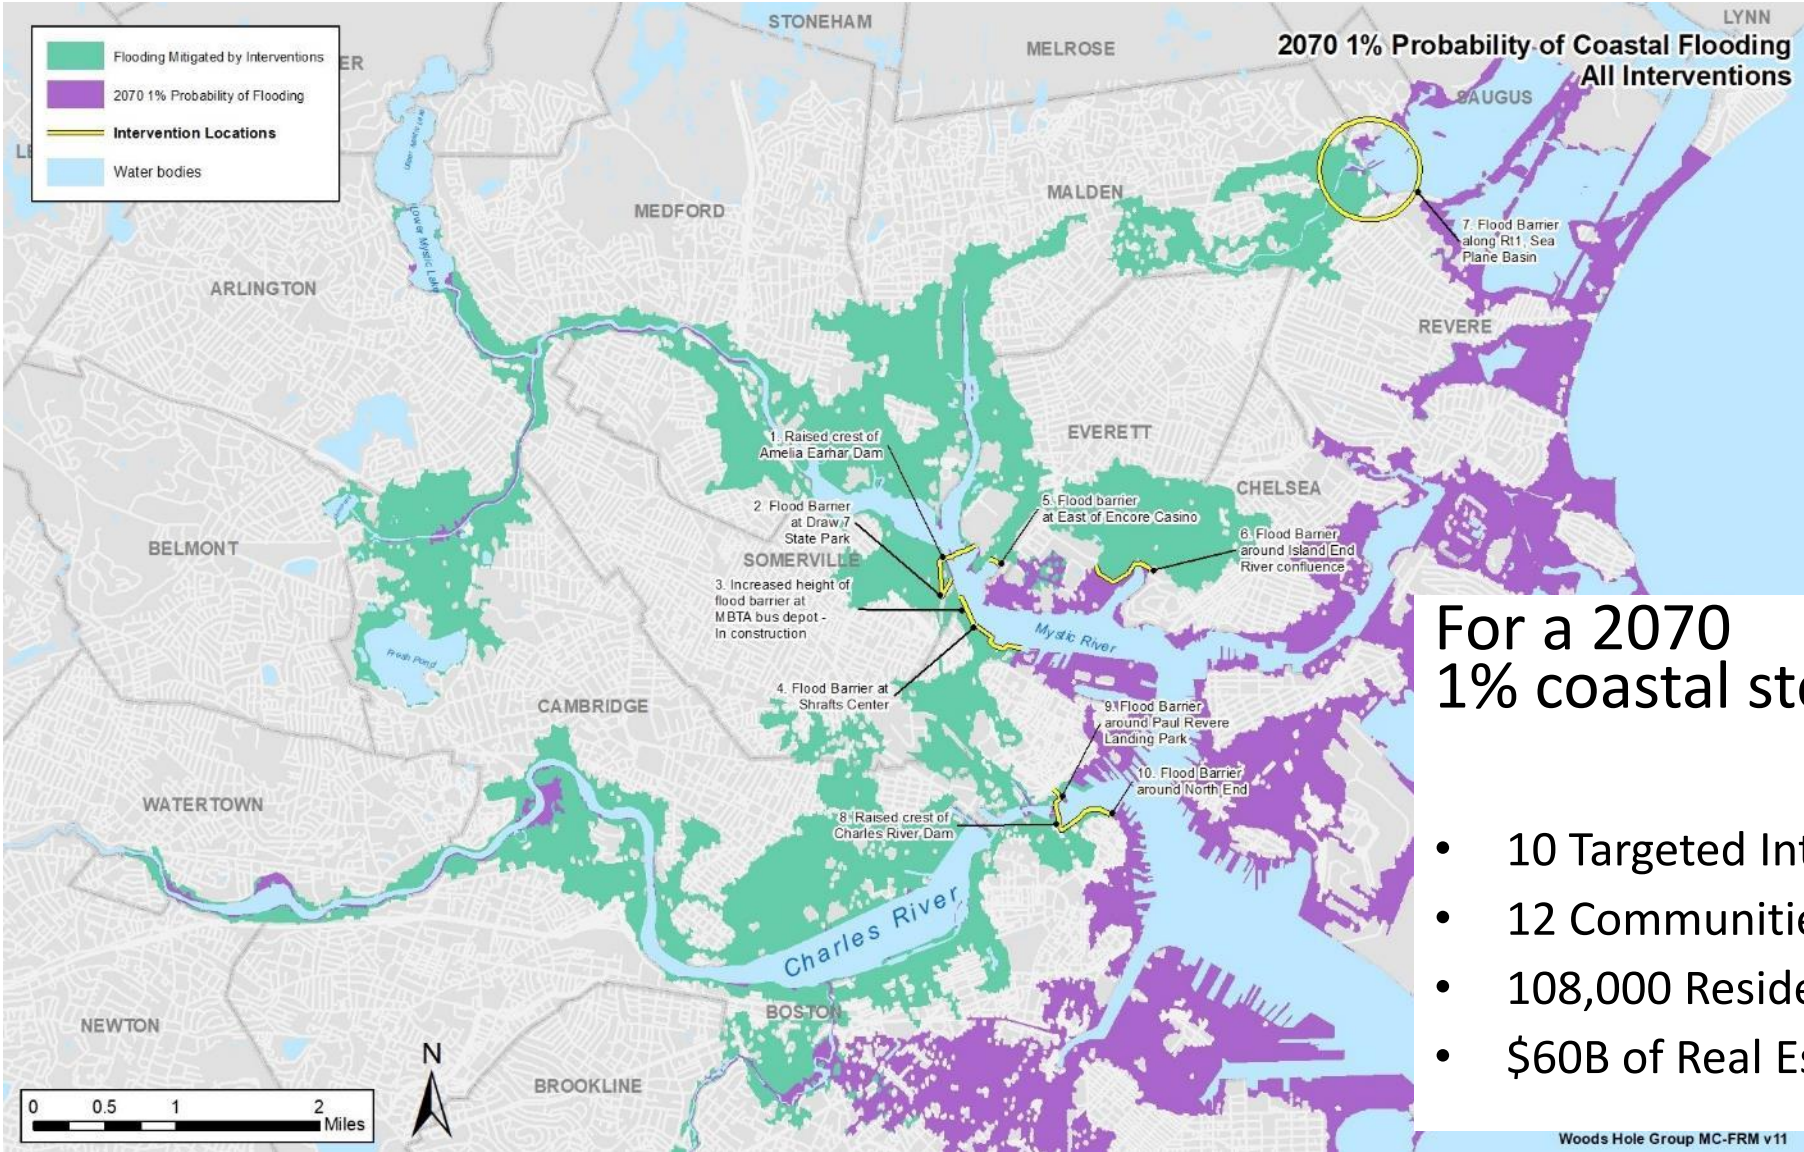 STONEHAM
LYNN
MELROSE
2070 1% Probability of Coastal Flooding
All Interventions
Flooding Mitigated by Interventions
ER
2070 1% Probability of Flooding
SAUGUS
Intervention Locations
LE
Water bodies
MALDEN
MEDFORD
7. Flood Barrier
along Rt1, Sea
Plane Basin
Lower Mystic Lake
ARLINGTON
REVERE
1. Raised crest of
Amelia Earhar Dam
EVERETT
CHELSEA
2. Flood Barrier
at Draw 7
State Park
5. Flood barrier
at East of Encore Casino
6. Flood Barrier
around Island End
River confluence
BELMONT
SOMERVILLE
3. Increased height of
flood barrier at
MBTA bus depot -
In construction
Mystic River
Fresh Pond
4. Flood Barrier at
Shrafts Center
CAMBRIDGE
9. Flood Barrier
around Paul Revere
Landing Park
10. Flood Barrier
around North End
WATERTOWN
8. Raised crest of
Charles River Dam
Charles River
BOSTON
NEWTON
BROOKLINE
N
0 0.5 1 2
Miles
For a 2070
1% coastal sto
• 10 Targeted Int
• 12 Communitie
• 108,000 Reside
• $60B of Real Es
Woods Hole Group MC-FRM v11